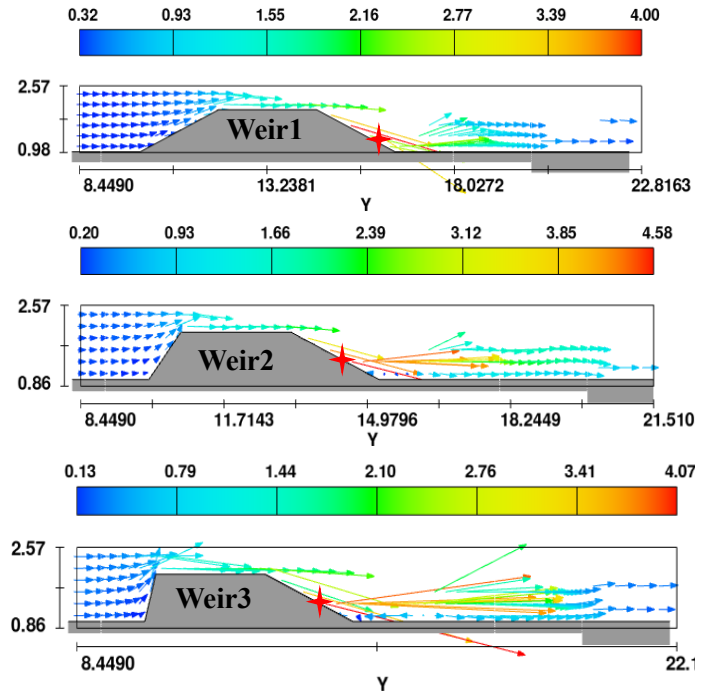 0.32 0.93 1.55 2.16 2.77 3.39 4.00
2.57
Weir1
0.98
8.4490 13.2381 18.0272 22.8163
Y
0.20 0.93 1.66 2.39 3.12 3.85 4.58
2.57
Weir2
0.86
8.4490 11.7143 14.9796 18.2449 21.510
Y
0.13 0.79 1.44 2.10 2.76 3.41 4.07
2.57
Weir3
0.86
8.4490 22.1
Y